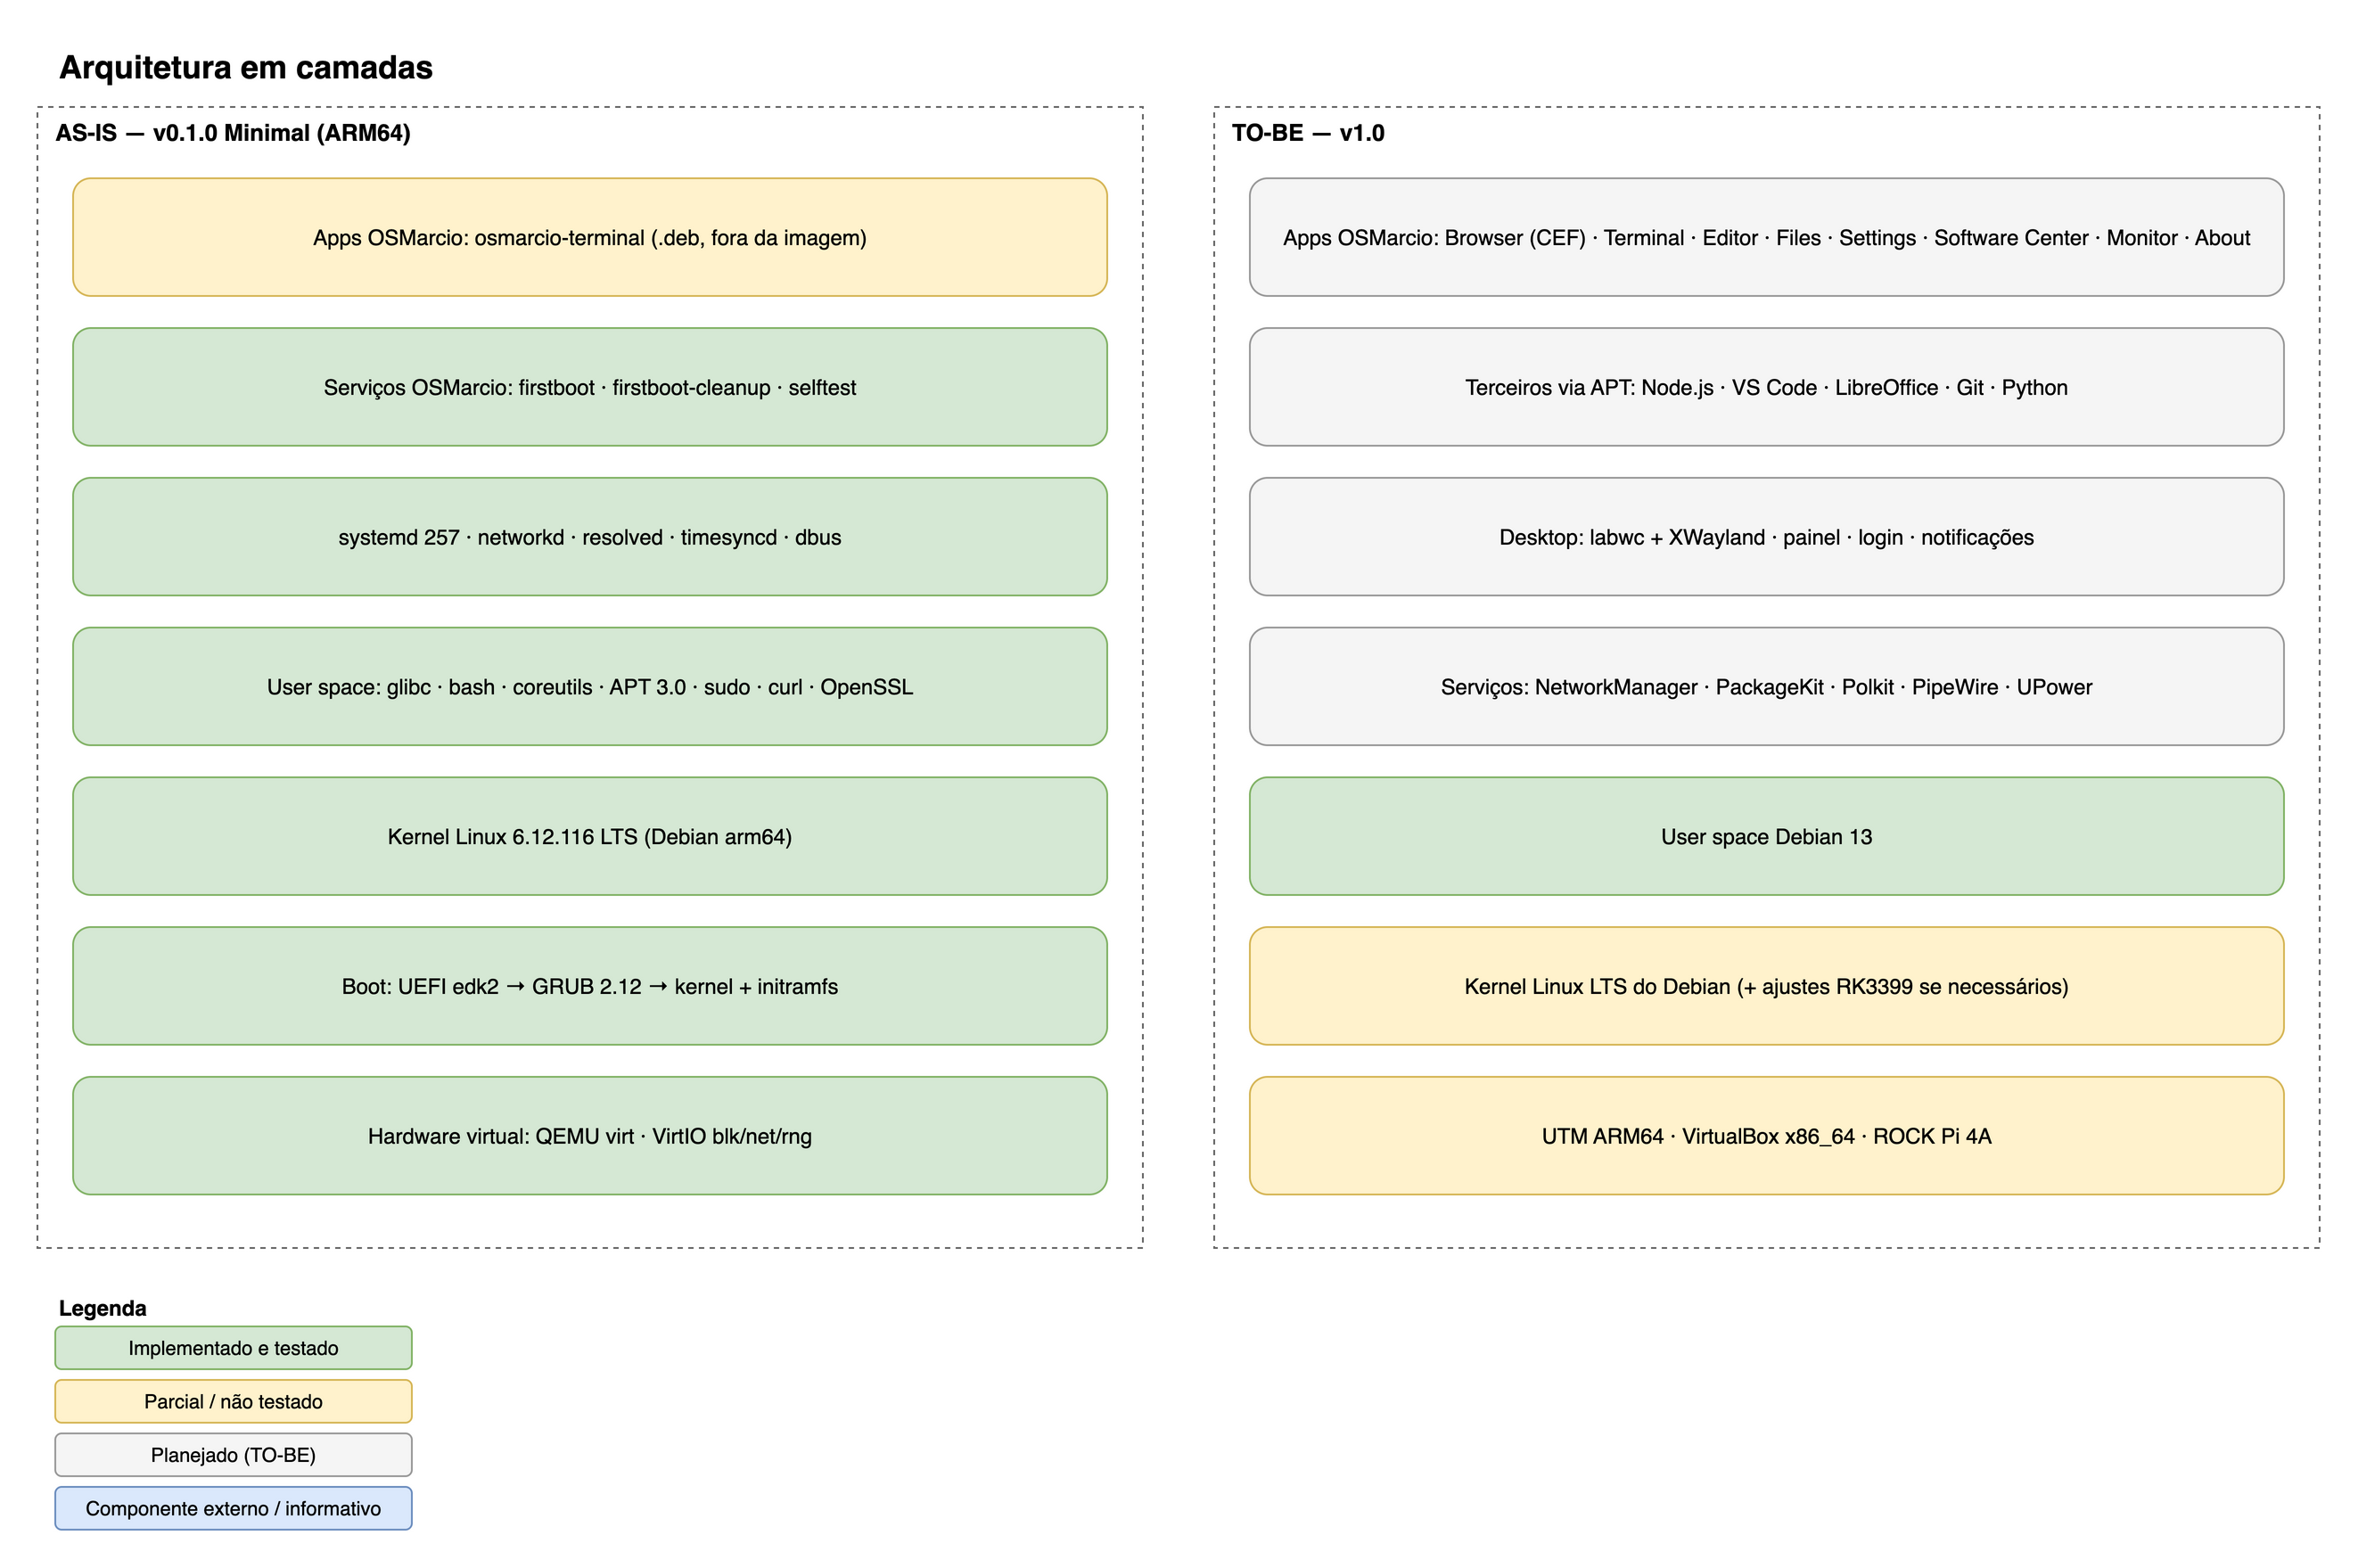 Arquitetura em camadas
AS-IS — v0.1.0 Minimal (ARM64)
Apps OSMarcio: osmarcio-terminal (.deb, fora da imagem)
Serviços OSMarcio: firstboot · firstboot-cleanup · selftest
systemd 257 · networkd · resolved · timesyncd · dbus
User space: glibc · bash · coreutils · APT 3.0 · sudo · curl · OpenSSL
Kernel Linux 6.12.116 LTS (Debian arm64)
Boot: UEFI edk2 → GRUB 2.12 → kernel + initramfs
Hardware virtual: QEMU virt · VirtIO blk/net/rng
TO-BE — v1.0
Apps OSMarcio: Browser (CEF) · Terminal · Editor · Files · Settings · Software Center · Monitor · About
Terceiros via APT: Node.js · VS Code · LibreOffice · Git · Python
Desktop: labwc + XWayland · painel · login · notificações
Serviços: NetworkManager · PackageKit · Polkit · PipeWire · UPower
User space Debian 13
Kernel Linux LTS do Debian (+ ajustes RK3399 se necessários)
UTM ARM64 · VirtualBox x86_64 · ROCK Pi 4A
Legenda
Implementado e testado
Parcial / não testado
Planejado (TO-BE)
Componente externo / informativo